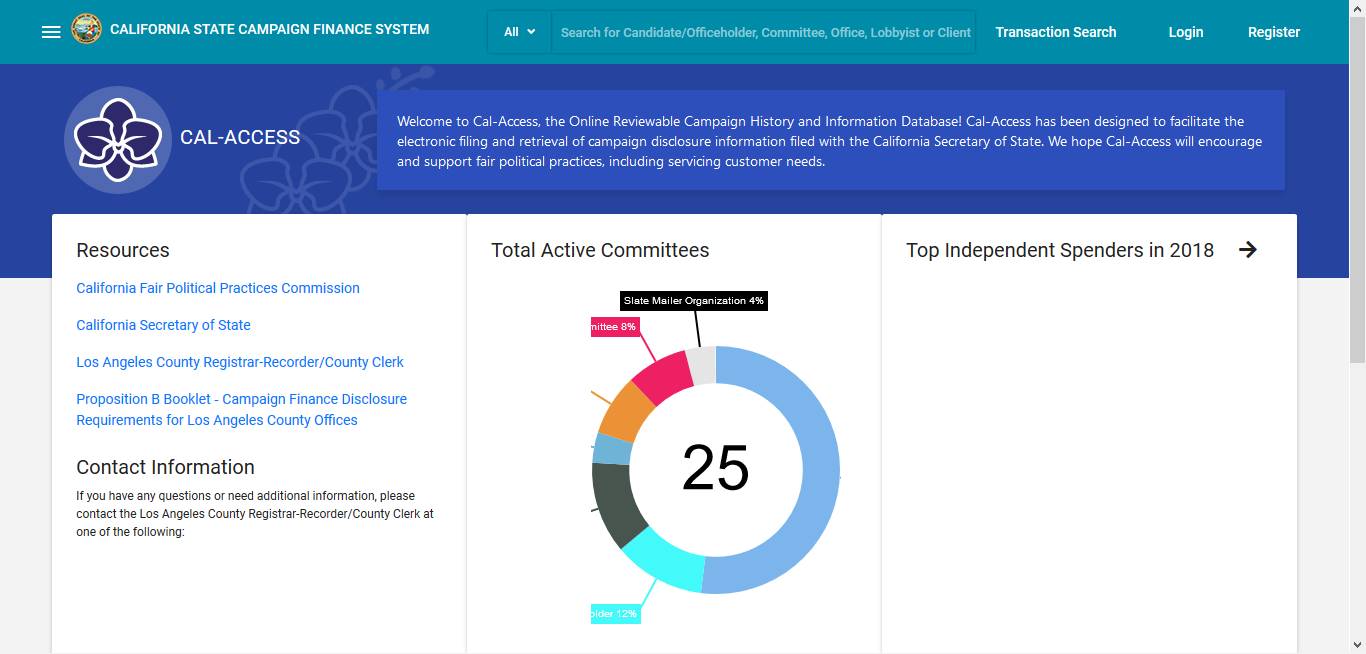 CALIFORNIA STATE CAMPAIGN FINANCE SYSTEM
All
Search for Candidate/Officeholder, Committee, Office, Lobbyist or Client
Transaction Search
Login
Register
CAL-ACCESS
Welcome to Cal-Access, the Online Reviewable Campaign History and Information Database! Cal-Access has been designed to facilitate the
electronic filing and retrieval of campaign disclosure information filed with the California Secretary of State. We hope Cal-Access will encourage
and support fair political practices, including servicing customer needs.
Resources
California Fair Political Practices Commission
California Secretary of State
Los Angeles County Registrar-Recorder/County Clerk
Proposition B Booklet - Campaign Finance Disclosure
Requirements for Los Angeles County Offices
Contact Information
If you have any questions or need additional information, please
contact the Los Angeles County Registrar-Recorder/County Clerk at
one of the following:
Total Active Committees
Slate Mailer Organization 4%
mittee 8%
25
older 12%
Top Independent Spenders in 2018